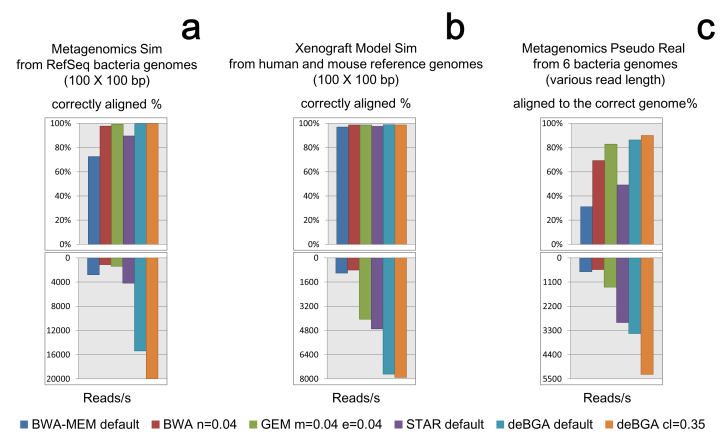 a
Metagenomics Sim
from RefSeq bacteria genomes
(100 X 100 bp)
correctly aligned %
100%
80%
60%
40%
20%
0%
0
4000
8000
12000
16000
20000
Reads/s
b
Xenograft Model Sim
from human and mouse reference genomes
(100 X 100 bp)
correctly aligned %
100%
80%
60%
40%
20%
0%
0
1600
3200
4800
6400
8000
Reads/s
c
Metagenomics Pseudo Real
from 6 bacteria genomes
(various read length)
aligned to the correct genome%
100%
80%
60%
40%
20%
0%
0
1100
2200
3300
4400
5500
Reads/s
BWA-MEM default BWA n=0.04 GEM m=0.04 e=0.04 STAR default deBGA default deBGA cl=0.35